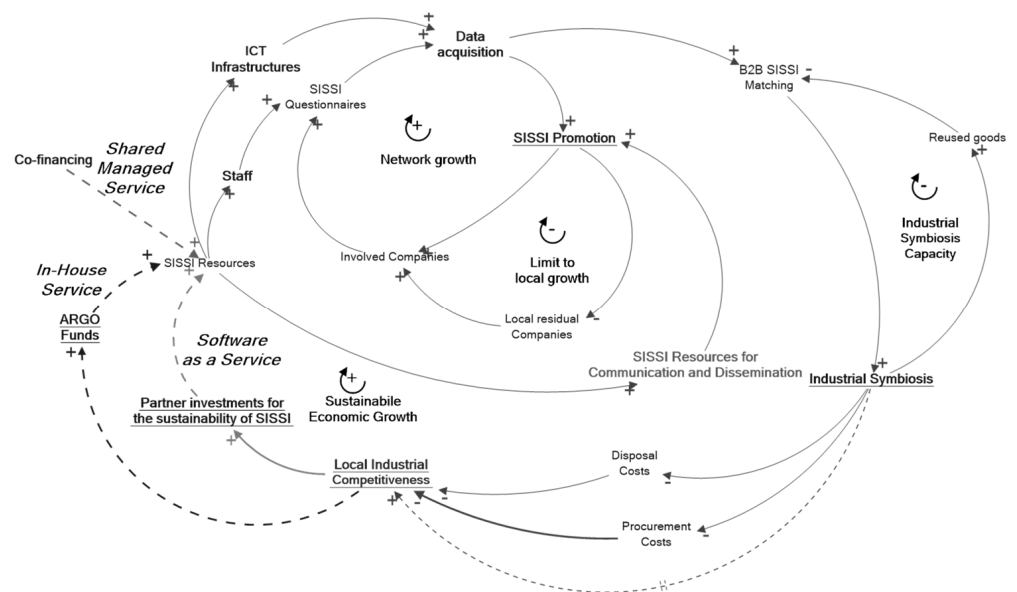 Data
acquisition
ICT
Infrastructures
SISSI
Questionnaires
B2B SISSI
Matching
SISSI Promotion
Reused goods
Network growth
Co-financing
Shared
Managed
Service
Staff
Industrial
Symbiosis
Capacity
Involved Companies
SISSI Resources
Limit to
local growth
In-House
Service
ARGO
Funds
Local residual
Companies
Software
as a Service
SISSI Resources for
Communication and Dissemination
Industrial Symbiosis
Sustainabile
Economic Growth
Partner investments for
the sustainability of SISSI
Local Industrial
Competitiveness
Disposal
Costs
Procurement
Costs